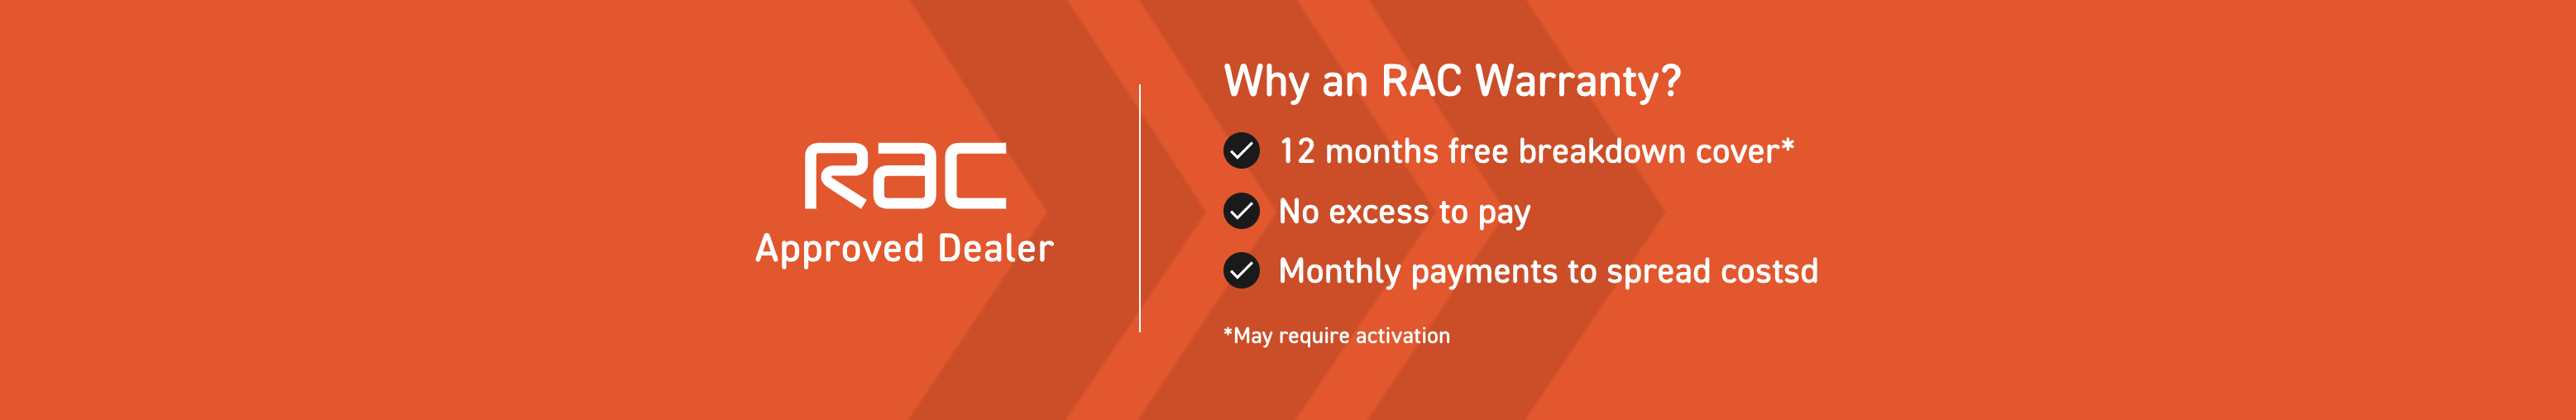 RAC
Approved Dealer
Why an RAC Warranty?
12 months free breakdown cover*
No excess to pay
Monthly payments to spread costsd
*May require activation